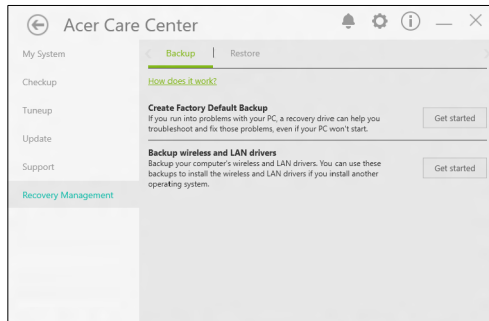 Acer Care Center
My System
Checkup
Tuneup
Update
Support
Recovery Management
Backup
Restore
How does it work?
Create Factory Default Backup
If you run into problems with your PC, a recovery drive can help you
troubleshoot and fix those problems, even if your PC won't start.
Get started
Backup wireless and LAN drivers
Backup your computer's wireless and LAN drivers. You can use these
backups to install the wireless and LAN drivers if you install another
operating system.
Get started